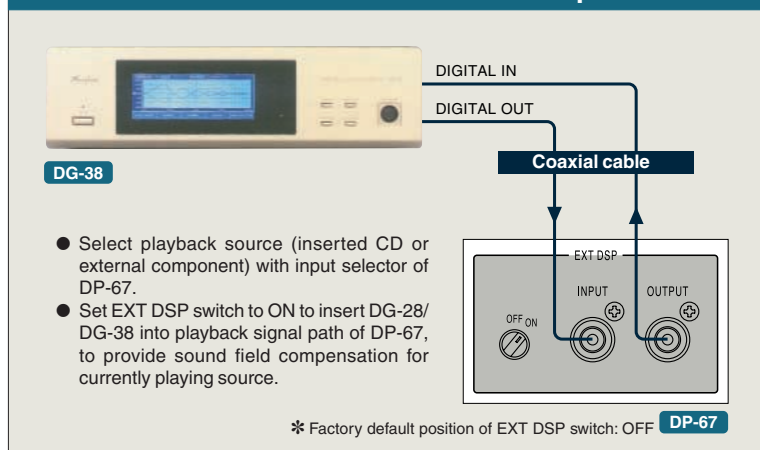 DIGITAL IN
DIGITAL OUT
Coaxial cable
DG-38
● Select playback source (inserted CD or
external component) with input selector of
DP-67.
● Set EXT DSP switch to ON to insert DG-28/
DG-38 into playback signal path of DP-67,
to provide sound field compensation for
currently playing source.
EXT DSP
INPUT
OUTPUT
OFF ON
✻ Factory default position of EXT DSP switch: OFF
DP-67